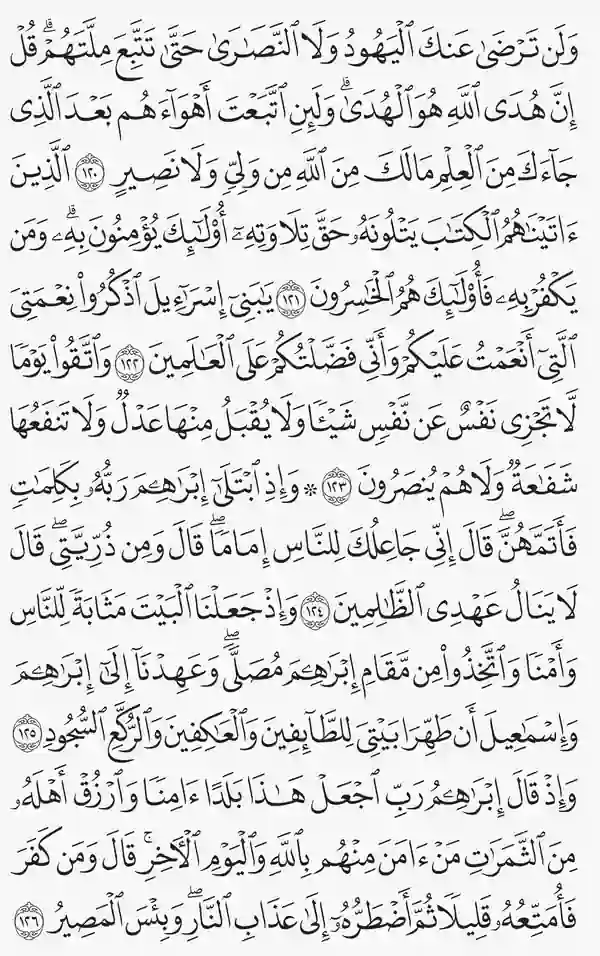 وَلَن تَرْضَىٰ عَنكَ ٱلْيَهُودُ وَلَا ٱلنَّصَـٰرَىٰ حَتَّىٰ تَتَّبِعَ مِلَّتَهُمْ ۗ قُلْ
إِنَّ هُدَى ٱللَّهِ هُوَ ٱلْهُدَىٰ ۗ وَلَئِنِ ٱتَّبَعْتَ أَهْوَآءَهُم بَعْدَ ٱلَّذِى
جَآءَكَ مِنَ ٱلْعِلْمِ مَا لَكَ مِنَ ٱللَّهِ مِن وَلِىٍّ وَلَا نَصِيرٍ ١٢٠ ٱلَّذِينَ
ءَاتَيْنَـٰهُمُ ٱلْكِتَـٰبَ يَتْلُونَهُۥ حَقَّ تِلَاوَتِهِۦٓ أُو۟لَـٰٓئِكَ يُؤْمِنُونَ بِهِۦ ۗ وَمَن
يَكْفُرْ بِهِۦ فَأُو۟لَـٰٓئِكَ هُمُ ٱلْخَـٰسِرُونَ ١٢١ يَـٰبَنِىٓ إِسْرَٰٓءِيلَ ٱذْكُرُوا۟ نِعْمَتِىَ
ٱلَّتِىٓ أَنْعَمْتُ عَلَيْكُمْ وَأَنِّى فَضَّلْتُكُمْ عَلَى ٱلْعَـٰلَمِينَ ١٢٢ وَٱتَّقُوا۟ يَوْمًا
لَّا تَجْزِى نَفْسٌ عَن نَّفْسٍ شَيْـًٔا وَلَا يُقْبَلُ مِنْهَا عَدْلٌ وَلَا تَنفَعُهَا
شَفَـٰعَةٌ وَلَا هُمْ يُنصَرُونَ ١٢٣ ۞ وَإِذِ ٱبْتَلَىٰٓ إِبْرَٰهِـۧمَ رَبُّهُۥ بِكَلِمَـٰتٍ
فَأَتَمَّهُنَّ ۖ قَالَ إِنِّى جَاعِلُكَ لِلنَّاسِ إِمَامًا ۖ قَالَ وَمِن ذُرِّيَّتِى ۖ قَالَ
لَا يَنَالُ عَهْدِى ٱلظَّـٰلِمِينَ ١٢٤ وَإِذْ جَعَلْنَا ٱلْبَيْتَ مَثَابَةً لِّلنَّاسِ
وَأَمْنًا وَٱتَّخِذُوا۟ مِن مَّقَامِ إِبْرَٰهِـۧمَ مُصَلًّى ۖ وَعَهِدْنَآ إِلَىٰٓ إِبْرَٰهِـۧمَ
وَإِسْمَـٰعِيلَ أَن طَهِّرَا بَيْتِىَ لِلطَّآئِفِينَ وَٱلْعَـٰكِفِينَ وَٱلرُّكَّعِ ٱلسُّجُودِ ١٢٥
وَإِذْ قَالَ إِبْرَٰهِـۧمُ رَبِّ ٱجْعَلْ هَـٰذَا بَلَدًا ءَامِنًا وَٱرْزُقْ أَهْلَهُۥ
مِنَ ٱلثَّمَرَٰتِ مَنْ ءَامَنَ مِنْهُم بِٱللَّهِ وَٱلْيَوْمِ ٱلْـَٔاخِرِ ۖ قَالَ وَمَن كَفَرَ
فَأُمَتِّعُهُۥ قَلِيلًا ثُمَّ أَضْطَرُّهُۥٓ إِلَىٰ عَذَابِ ٱلنَّارِ ۖ وَبِئْسَ ٱلْمَصِيرُ ١٢٦